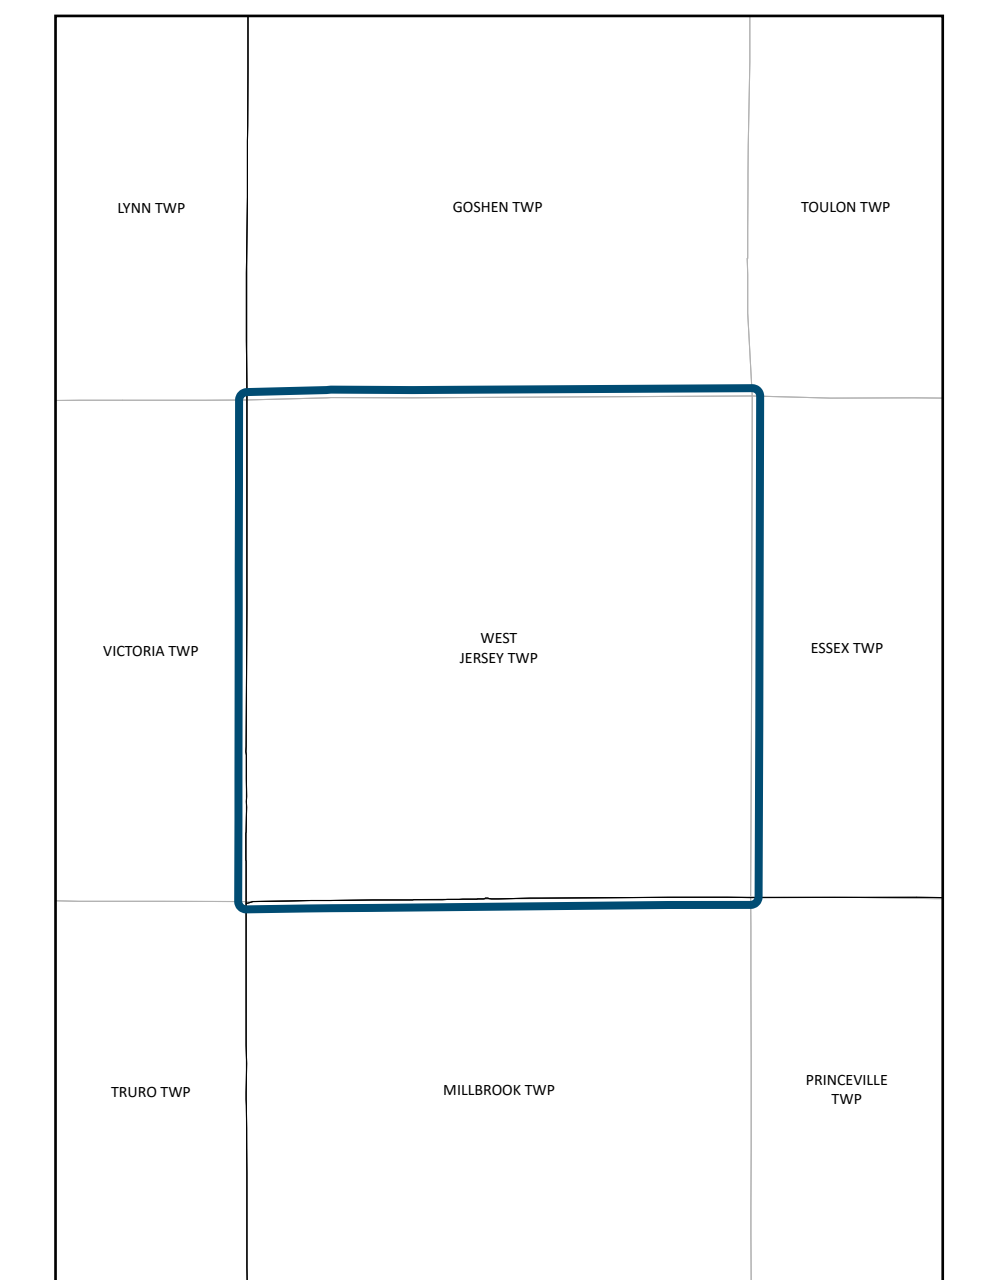 LYNN TWP
GOSHEN TWP
TOULON TWP
VICTORIA TWP
WEST
JERSEY TWP
ESSEX TWP
TRURO TWP
MILLBROOK TWP
PRINCEVILLE
TWP